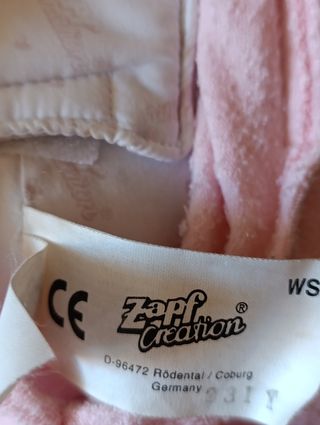 CE
WS
Zapf
Creation ®
D-96472 Rödental / Coburg
Germany